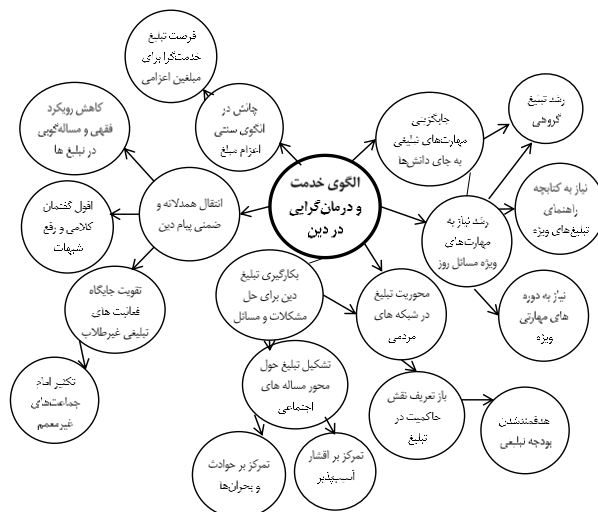 فرصت تبلیغ
خدمت‌گرا برای
مبلغین اعزامی
کاهش رویکرد
فقهی و مساله‌گویی
در تبلیغ ها
چالش در
الگوی سنتی
اعزام مبلغ
جایگزینی
مهارت‌های تبلیغی
به جای دانش‌ها
رشد تبلیغ
گروهی
الگوی خدمت
و درمان‌گرایی
در دین
انتقال همدلانه و
ضمنی پیام دین
افول گفتمان
کلامی و رفع
شبهات
رشد نیاز به
مهارت‌های
ویژه مسائل روز
نیاز به کتابچه
راهنمای
تبلیغ‌های ویژه
تقویت جایگاه
فعالیت های
تبلیغی غیرطلاب
بکارگیری تبلیغ
دین برای حل
مشکلات و مسائل
محوریت تبلیغ
در شبکه های
مردمی
نیاز به دوره
های مهارتی
ویژه
تکثیر امام
جماعت‌های
غیرمعمم
تشکیل تبلیغ حول
محور مساله های
اجتماعی
باز تعریف نقش
حاکمیت در
تبلیغ
هدفمندشدن
بودجه تبلیغی
تمرکز بر حوادث
و بحران‌ها
تمرکز بر اقشار
آسیب‌پذیر